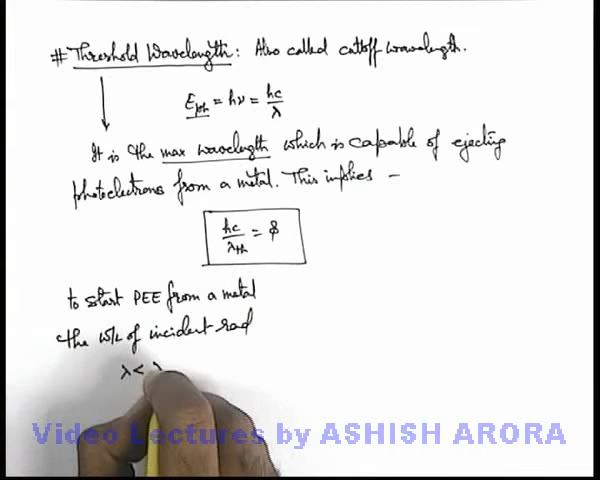 # Threshold Wavelength : Also called cutoff wavelength.
Eph = hν = hc/λ
It is the max wavelength which is capable of ejecting
photoelectrons from a metal. This implies –
hc/λth = φ
to start PEE from a metal
the w/L of incident rad
λ < λ
Video Lectures by ASHISH ARORA